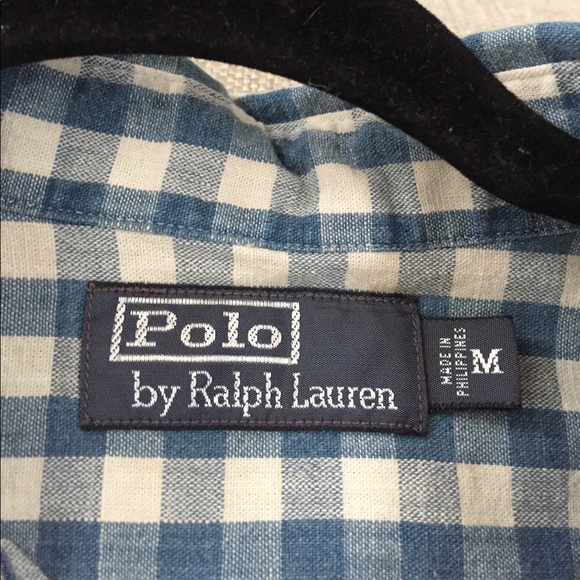 Polo
by Ralph Lauren
MADE IN
PHILIPPINES
M